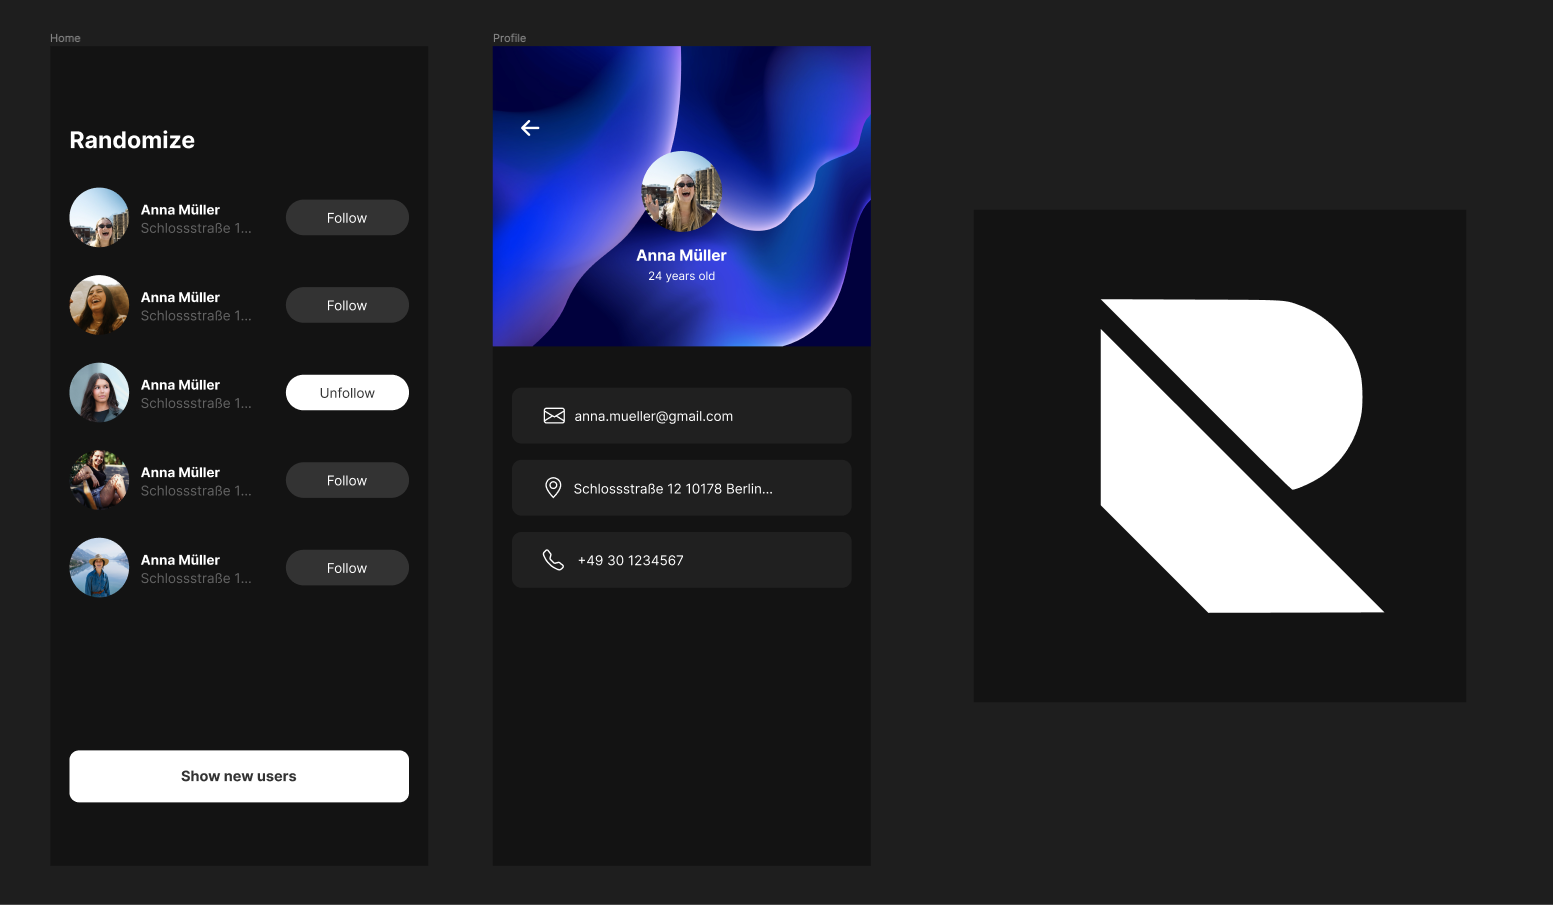 Home
Randomize
Anna Müller
Schlossstraße 1...
Follow
Anna Müller
Schlossstraße 1...
Follow
Anna Müller
Schlossstraße 1...
Unfollow
Anna Müller
Schlossstraße 1...
Follow
Anna Müller
Schlossstraße 1...
Follow
Show new users
Profile
Anna Müller
24 years old
anna.mueller@gmail.com
Schlossstraße 12 10178 Berlin...
+49 30 1234567